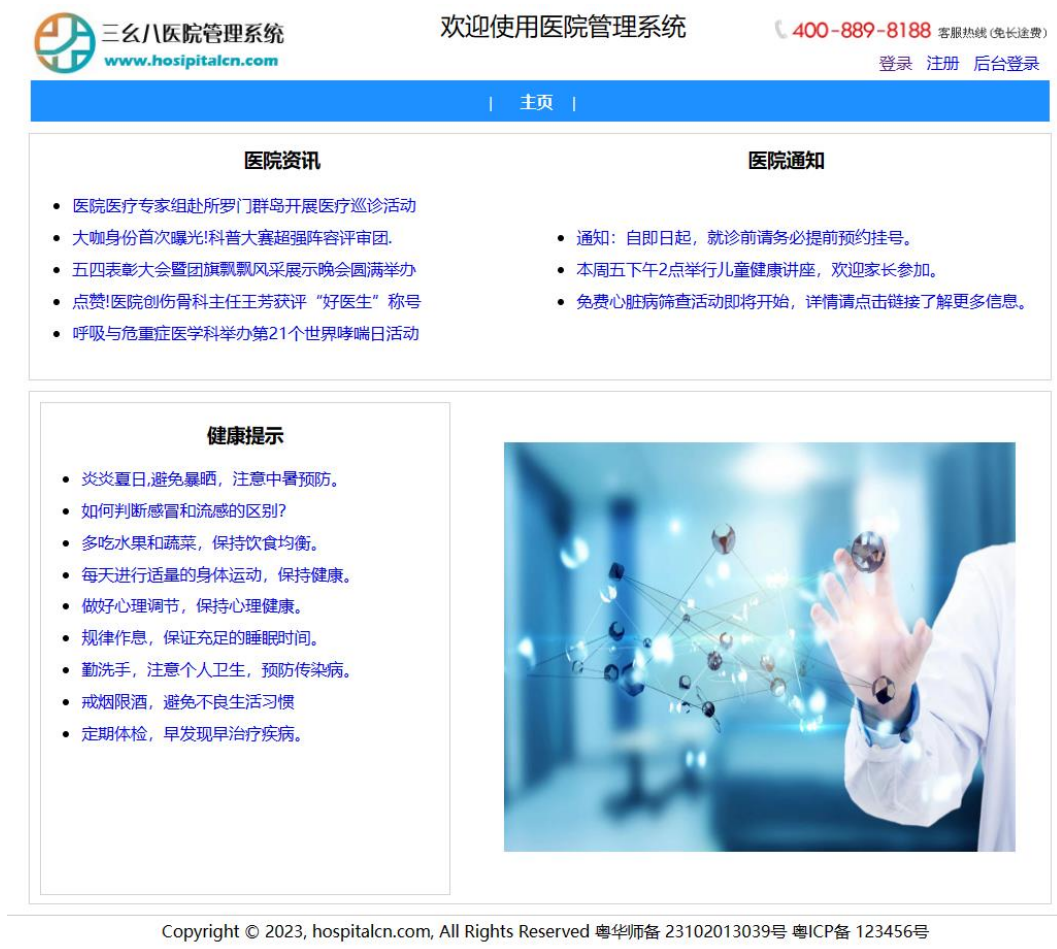 三幺八医院管理系统
www.hosipitalcn.com
欢迎使用医院管理系统
400-889-8188 客服热线(免长途费)
登录 注册 后台登录
| 主页 |
医院资讯
医院医疗专家组赴所罗门群岛开展医疗巡诊活动
大咖身份首次曝光!科普大赛超强阵容评审团.
五四表彰大会暨团旗飘飘风采展示晚会圆满举办
点赞!医院创伤骨科主任王芳获评“好医生”称号
呼吸与危重症医学科举办第21个世界哮喘日活动
医院通知
通知：自即日起，就诊前请务必提前预约挂号。
本周五下午2点举行儿童健康讲座，欢迎家长参加。
免费心脏病筛查活动即将开始，详情请点击链接了解更多信息。
健康提示
炎炎夏日,避免暴晒，注意中暑预防。
如何判断感冒和流感的区别?
多吃水果和蔬菜，保持饮食均衡。
每天进行适量的身体运动，保持健康。
做好心理调节，保持心理健康。
规律作息，保证充足的睡眠时间。
勤洗手，注意个人卫生，预防传染病。
戒烟限酒，避免不良生活习惯
定期体检，早发现早治疗疾病。
Copyright © 2023, hospitalcn.com, All Rights Reserved 粤华师备 23102013039号 粤ICP备 123456号